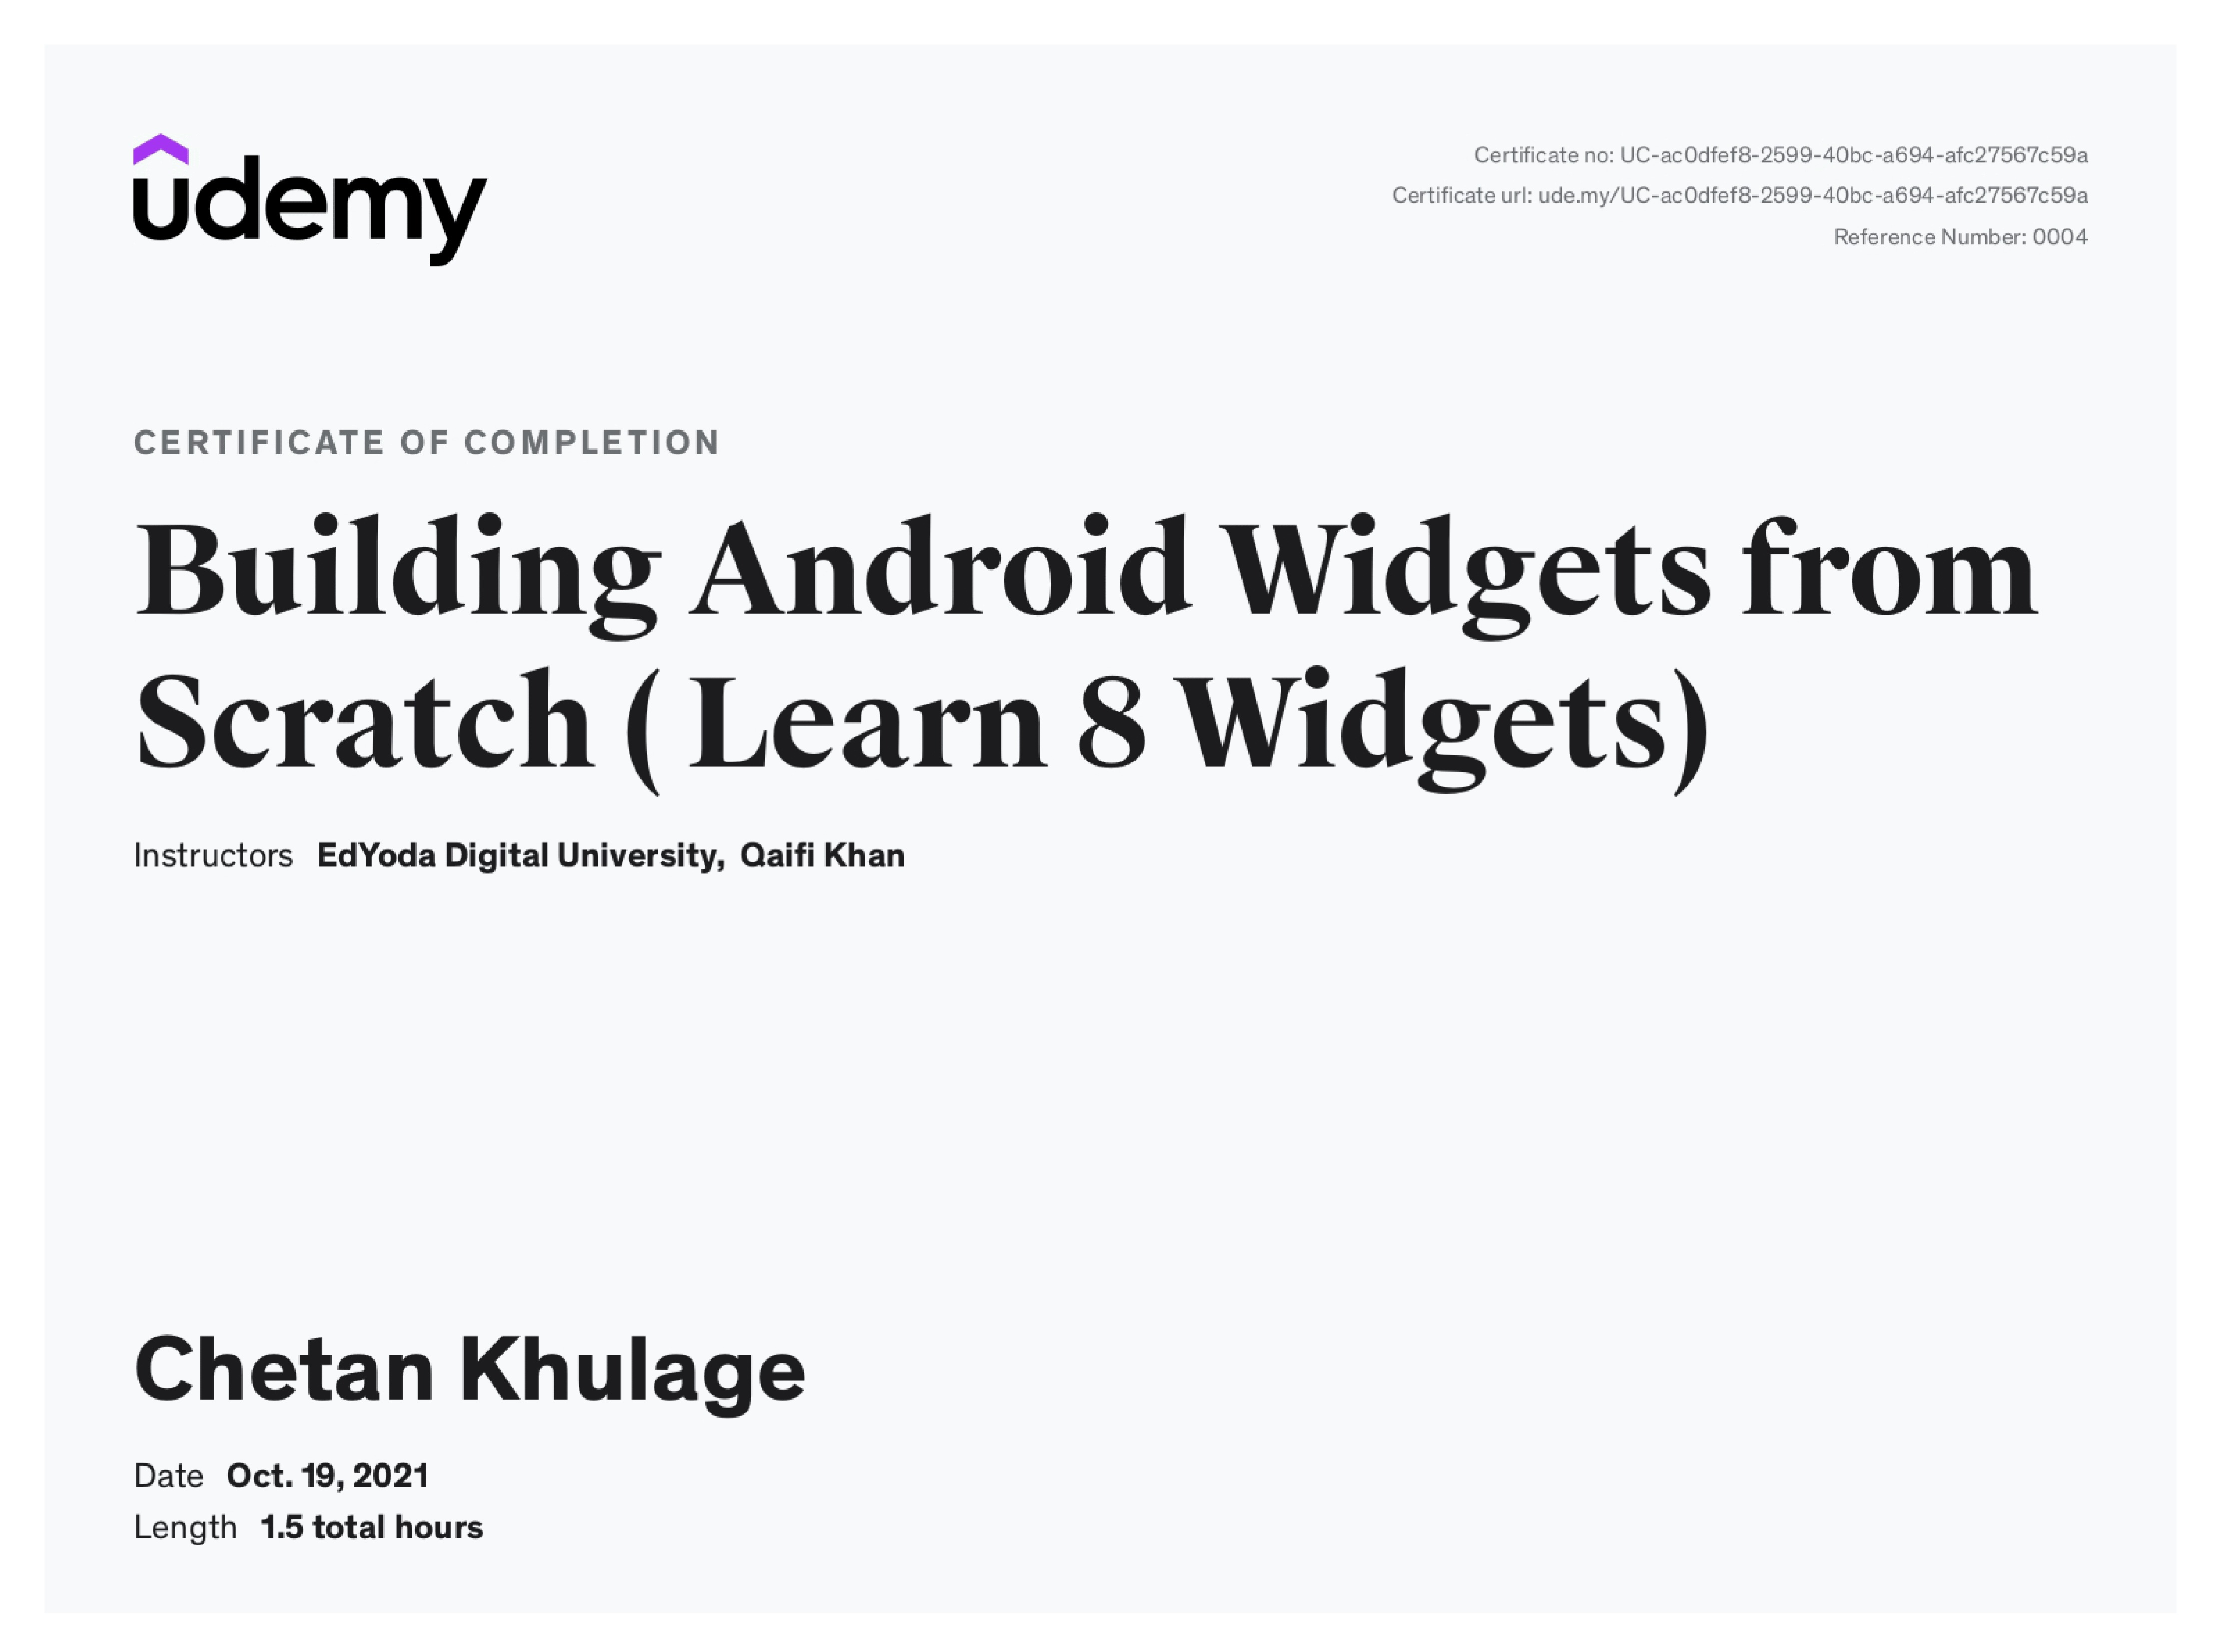 udemy
Certificate no: UC-ac0dfef8-2599-40bc-a694-afc27567c59a
Certificate url: ude.my/UC-ac0dfef8-2599-40bc-a694-afc27567c59a
Reference Number: 0004
CERTIFICATE OF COMPLETION
Building Android Widgets from
Scratch ( Learn 8 Widgets)
Instructors EdYoda Digital University, Qaifi Khan
Chetan Khulage
Date Oct. 19, 2021
Length 1.5 total hours